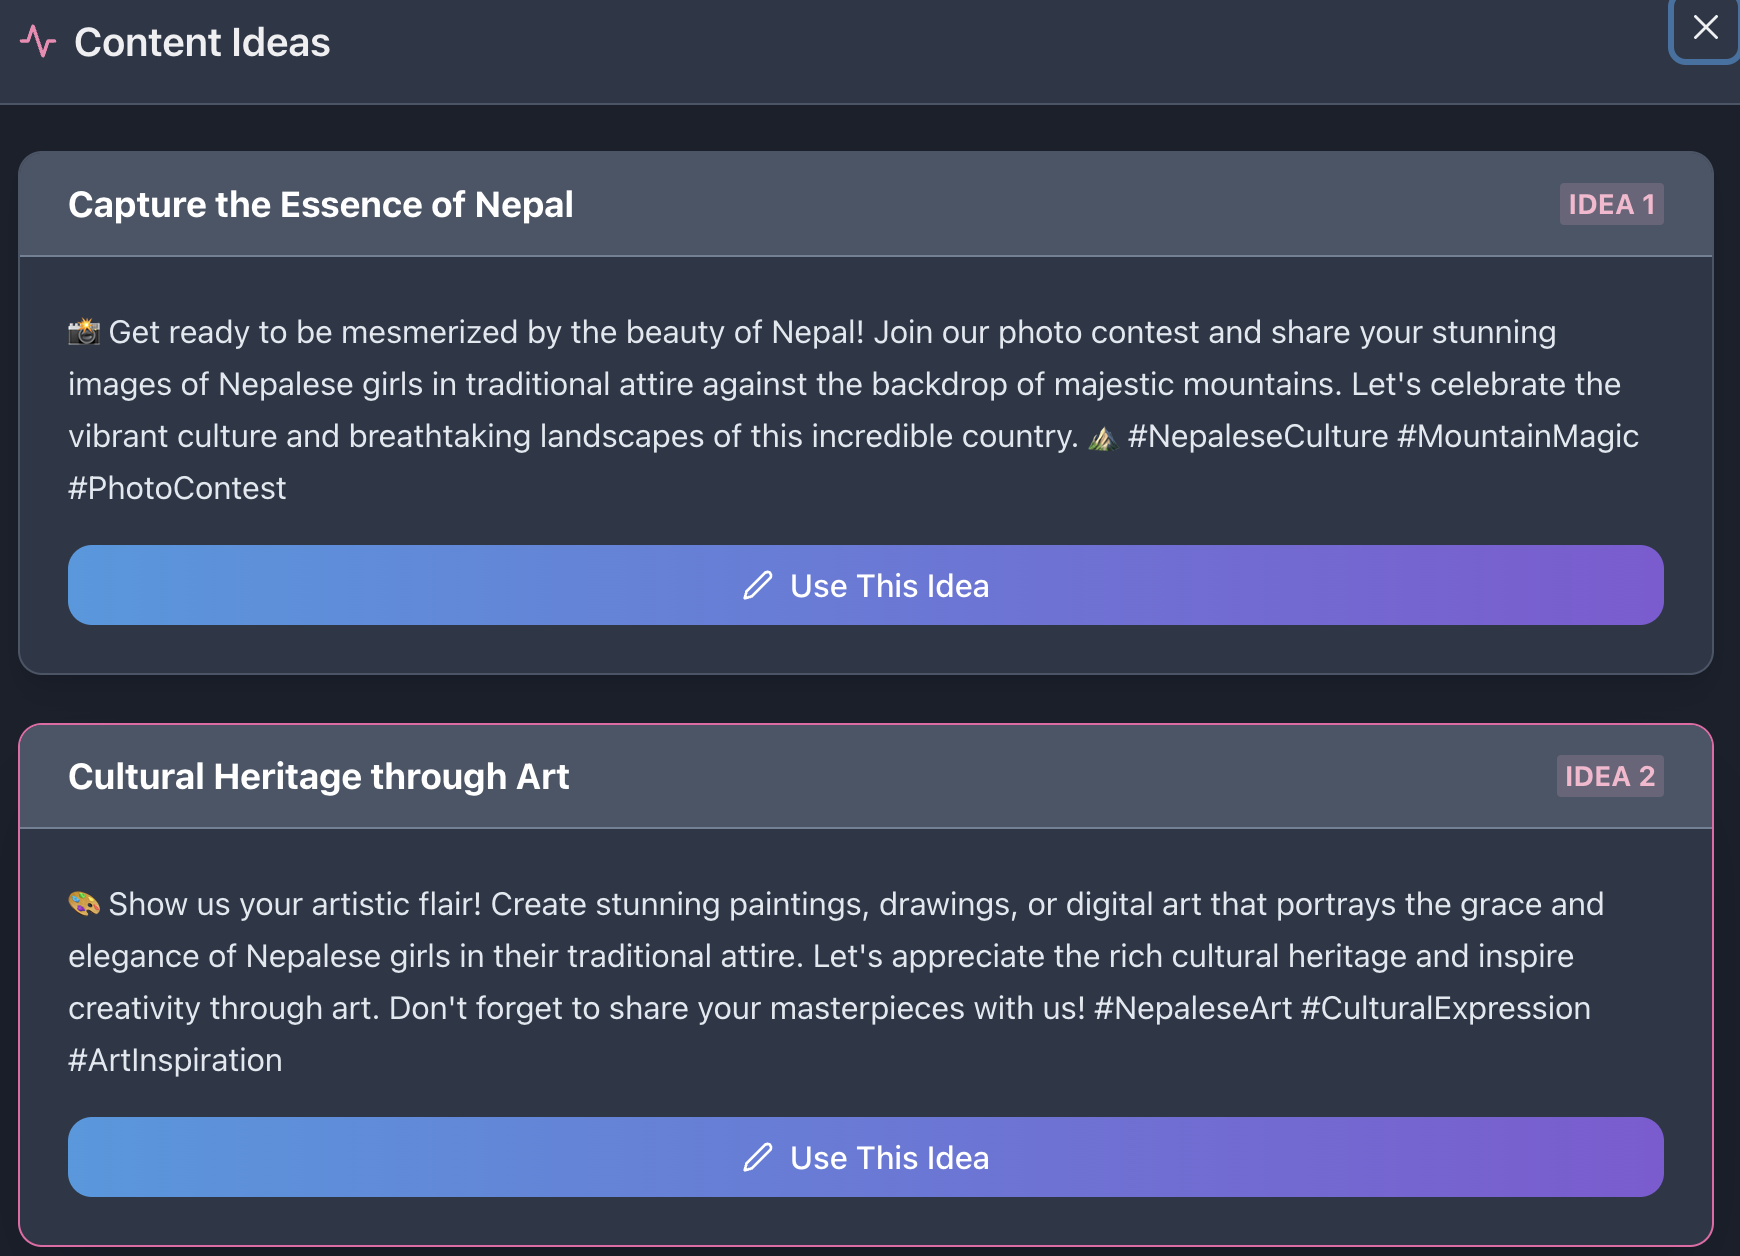 Content Ideas
Capture the Essence of Nepal
IDEA 1
📸 Get ready to be mesmerized by the beauty of Nepal! Join our photo contest and share your stunning
images of Nepalese girls in traditional attire against the backdrop of majestic mountains. Let's celebrate the
vibrant culture and breathtaking landscapes of this incredible country. ⛰️ #NepaleseCulture #MountainMagic
#PhotoContest
Use This Idea
Cultural Heritage through Art
IDEA 2
🎨 Show us your artistic flair! Create stunning paintings, drawings, or digital art that portrays the grace and
elegance of Nepalese girls in their traditional attire. Let's appreciate the rich cultural heritage and inspire
creativity through art. Don't forget to share your masterpieces with us! #NepaleseArt #CulturalExpression
#ArtInspiration
Use This Idea